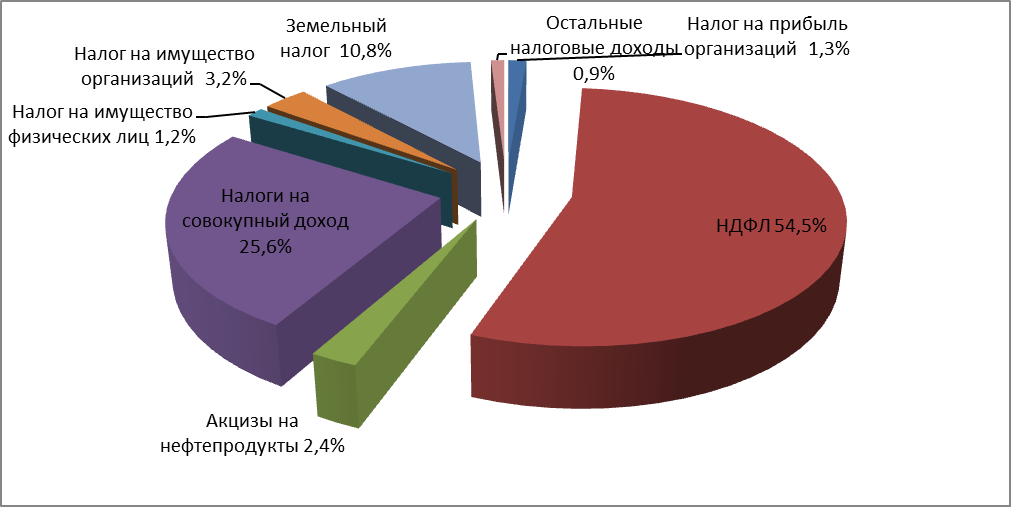 Земельный
налог 10,8%
Остальные
налоговые доходы
0,9%
Налог на прибыль
организаций 1,3%
Налог на имущество
организаций 3,2%
Налог на имущество
физических лиц 1,2%
Налоги на
совокупный доход
25,6%
НДФЛ 54,5%
Акцизы на
нефтепродукты 2,4%